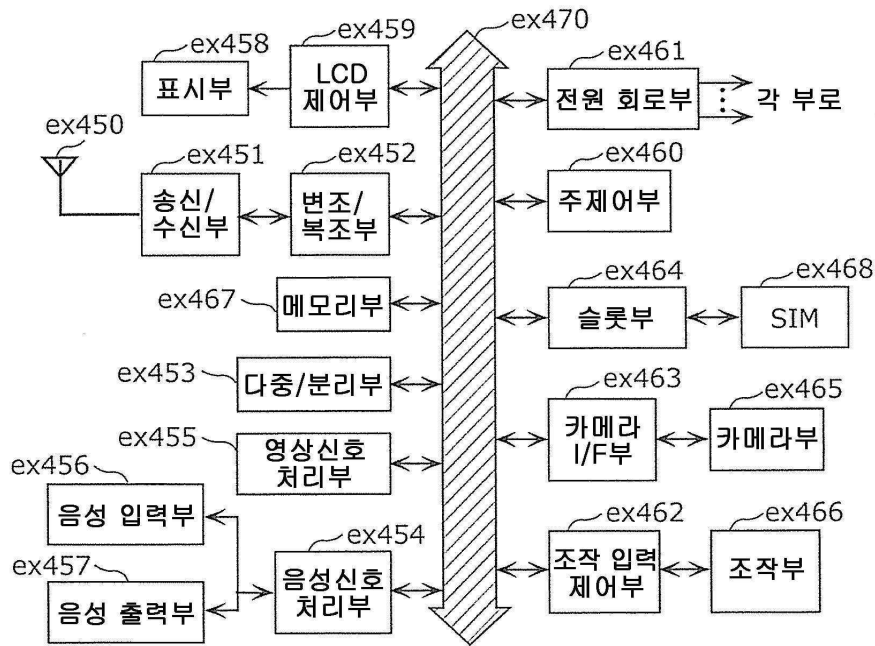 ex458
표시부
ex459
LCD
제어부
ex470
ex461
전원 회로부
각 부로
ex450
ex451
송신/
수신부
ex452
변조/
복조부
ex460
주제어부
ex467
메모리부
ex464
슬롯부
ex468
SIM
ex453
다중/분리부
ex463
카메라
I/F부
ex465
카메라부
ex455
영상신호
처리부
ex456
음성 입력부
ex457
음성 출력부
ex454
음성신호
처리부
ex462
조작 입력
제어부
ex466
조작부